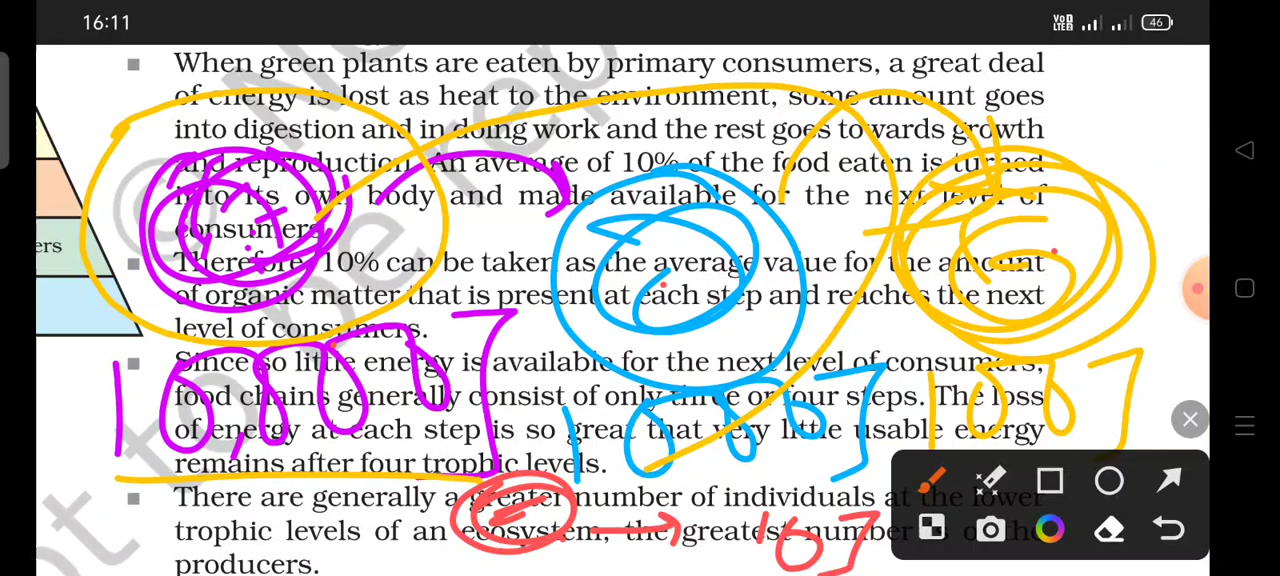 16:11
Vo) LTE2 46
When green plants are eaten by primary consumers, a great deal
of energy is lost as heat to the environment, some amount goes
into digestion and in doing work and the rest goes towards growth
and reproduction. An average of 10% of the food eaten is turned
into its own body and made available for the next level of
consumers.
ers
Therefore, 10% can be taken as the average value for the amount
of organic matter that is present at each step and reaches the next
level of consumers.
Since so little energy is available for the next level of consumers,
food chains generally consist of only three or four steps. The loss
of energy at each step is so great that very little usable energy
remains after four trophic levels.
10,000J 1000J 100J
There are generally a greater number of individuals at the lower
trophic levels of an ecosystem, the greatest number is of the
producers.
10J